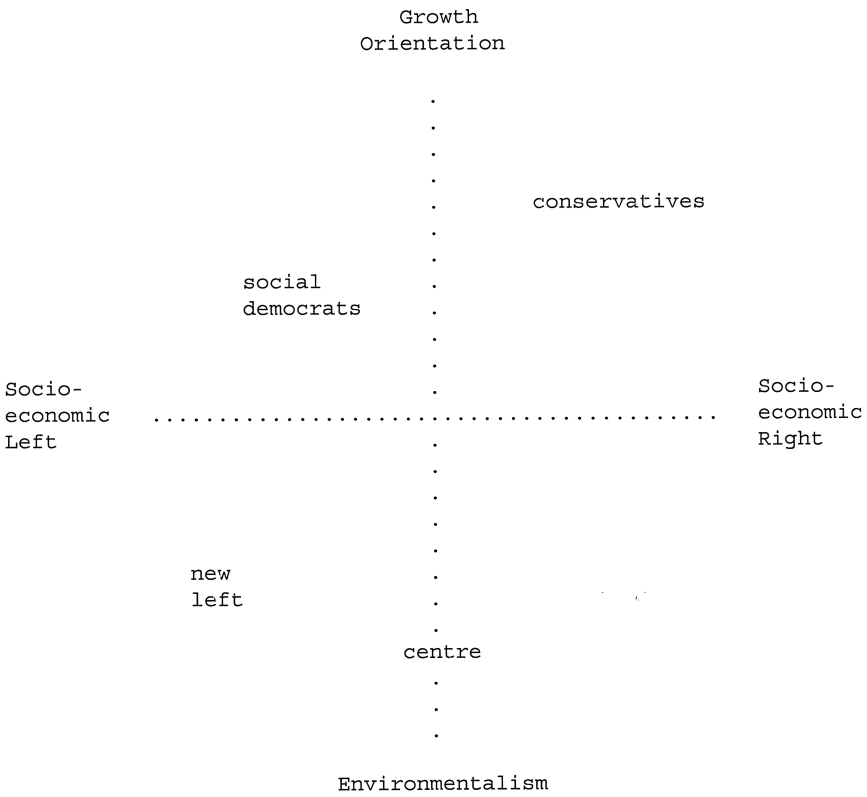 Growth
Orientation
conservatives
social
democrats
Socio-
economic
Left
Socio-
economic
Right
new
left
centre
Environmentalism